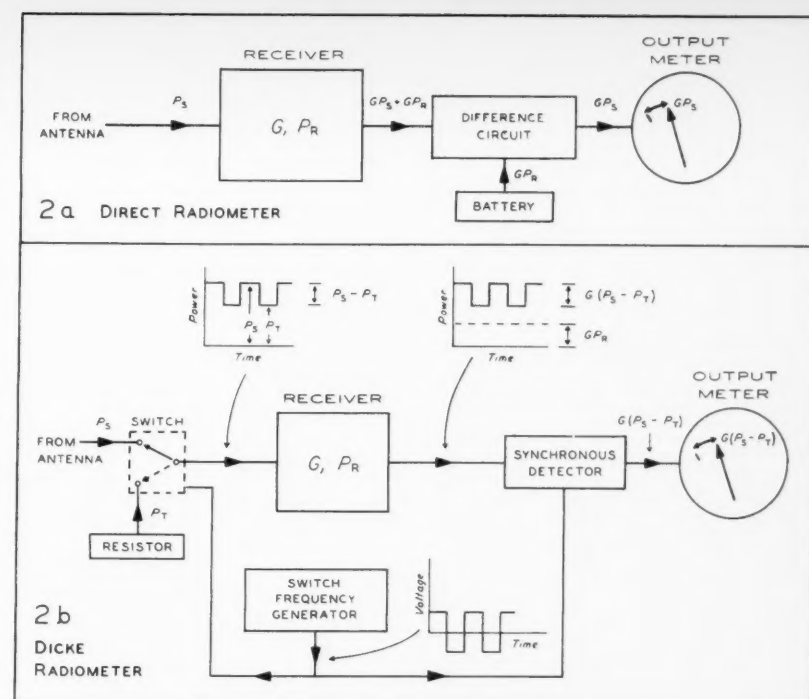 RECEIVER
OUTPUT
METER
P_S
GP_S + GP_R
GP_S
GP_S
FROM
ANTENNA
G, P_R
DIFFERENCE
CIRCUIT
GP_R
BATTERY
2a DIRECT RADIOMETER
Power
P_S P_T
P_S − P_T
Time
Power
G (P_S − P_T)
GP_R
Time
RECEIVER
OUTPUT
METER
P_S
SWITCH
G(P_S − P_T)
G(P_S − P_T)
FROM
ANTENNA
G, P_R
SYNCHRONOUS
DETECTOR
P_T
RESISTOR
SWITCH
FREQUENCY
GENERATOR
Voltage
Time
2b
DICKE
RADIOMETER